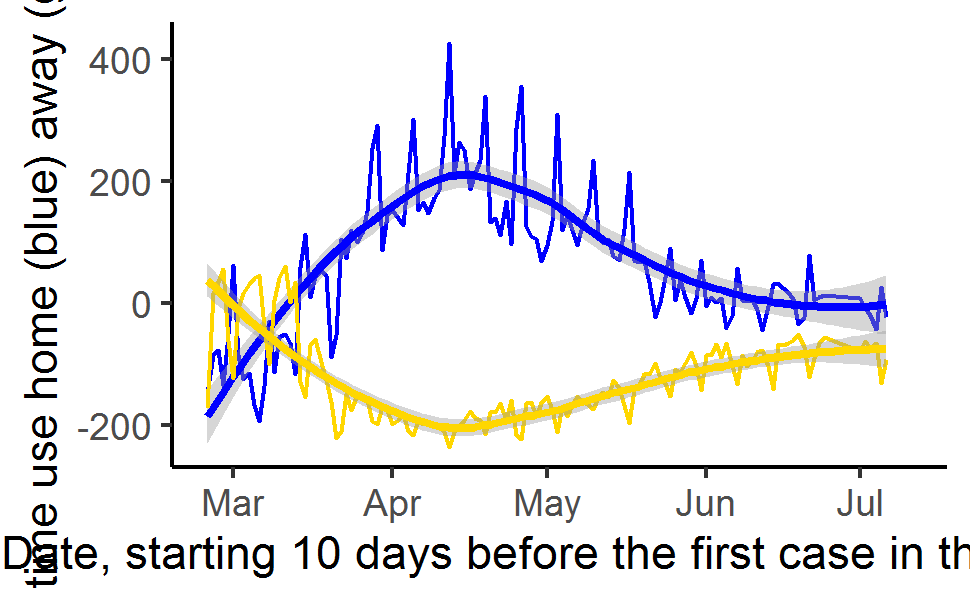 time use home (blue) away (g
400
200
0
-200
Mar Apr May Jun Jul
Date, starting 10 days before the first case in th